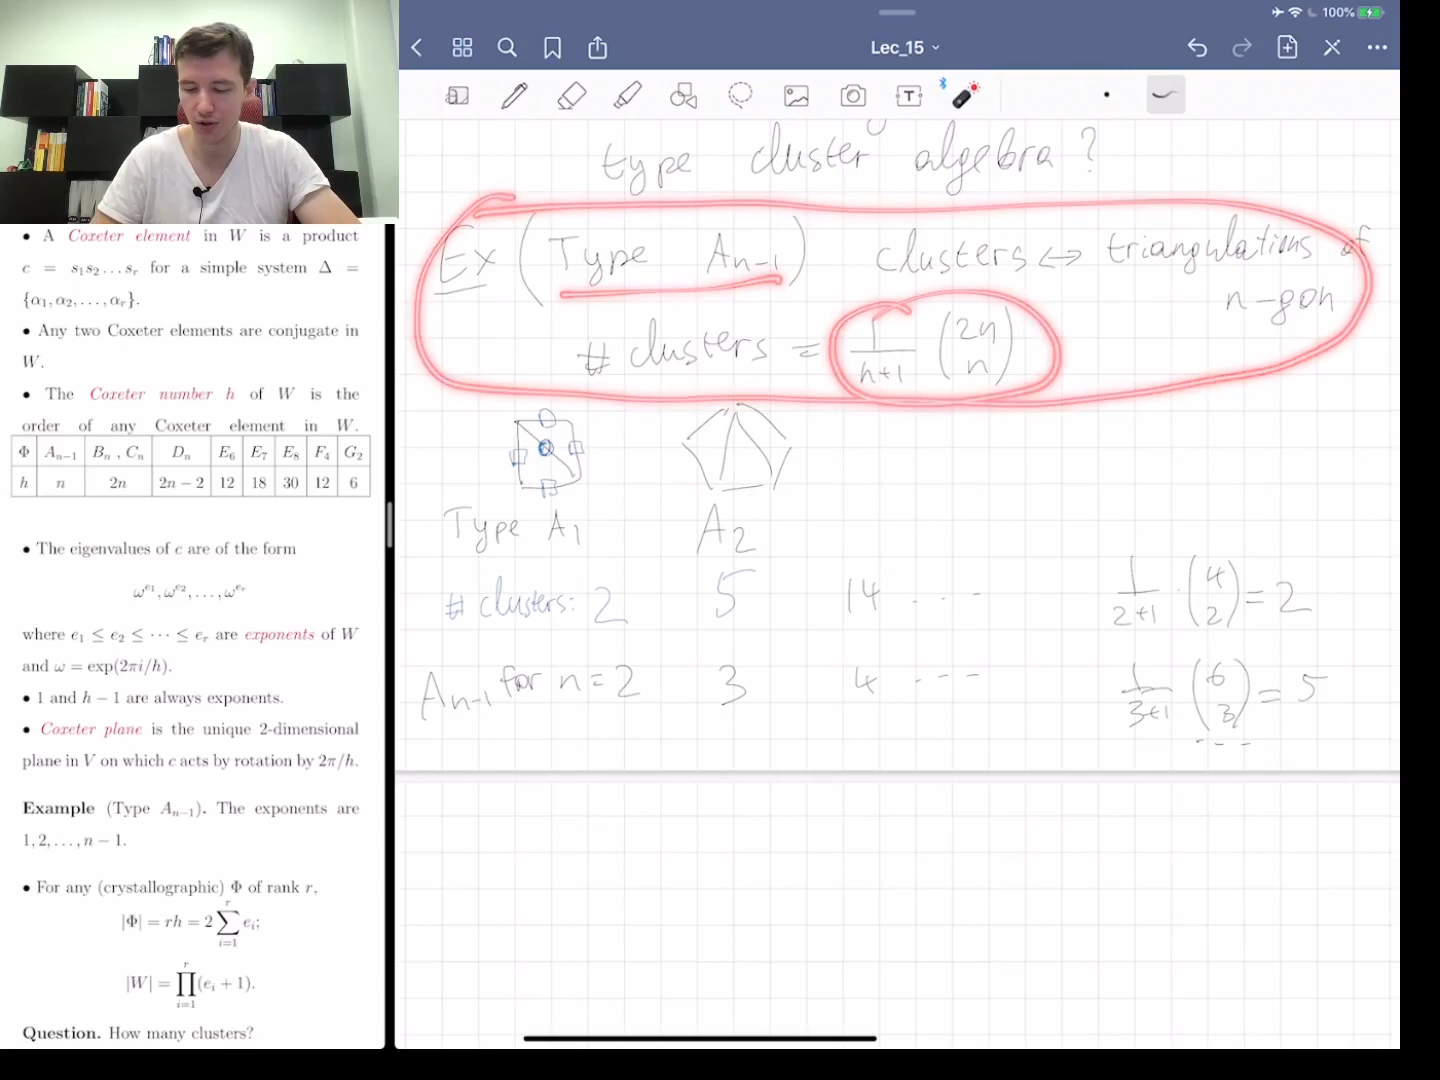 100%
Lec_15
T
type cluster algebra?
Ex (Type Aₙ₋₁) clusters ↔ triangulations of
n-gon
# clusters = 1/(n+1) (2n n)
Type A₁ A₂
# clusters: 2 5 14 ... 1/(2+1) · (4 2) = 2
Aₙ₋₁ for n = 2 3 4 --- 1/(3+1) (6 3) = 5
---
• A Coxeter element in W is a product
c = s₁s₂...sᵣ for a simple system Δ =
{α₁, α₂, ..., αᵣ}.
• Any two Coxeter elements are conjugate in
W.
• The Coxeter number h of W is the
order of any Coxeter element in W.
Φ Aₙ₋₁ Bₙ, Cₙ Dₙ E₆ E₇ E₈ F₄ G₂
h n 2n 2n − 2 12 18 30 12 6
• The eigenvalues of c are of the form
ω^{e₁}, ω^{e₂}, ..., ω^{eᵣ}
where e₁ ≤ e₂ ≤ ··· ≤ eᵣ are exponents of W
and ω = exp(2πi/h).
• 1 and h − 1 are always exponents.
• Coxeter plane is the unique 2-dimensional
plane in V on which c acts by rotation by 2π/h.
Example (Type Aₙ₋₁). The exponents are
1, 2, ..., n − 1.
• For any (crystallographic) Φ of rank r,
|Φ| = rh = 2 ∑_{i=1}^{r} eᵢ;
|W| = ∏_{i=1}^{r} (eᵢ + 1).
Question. How many clusters?